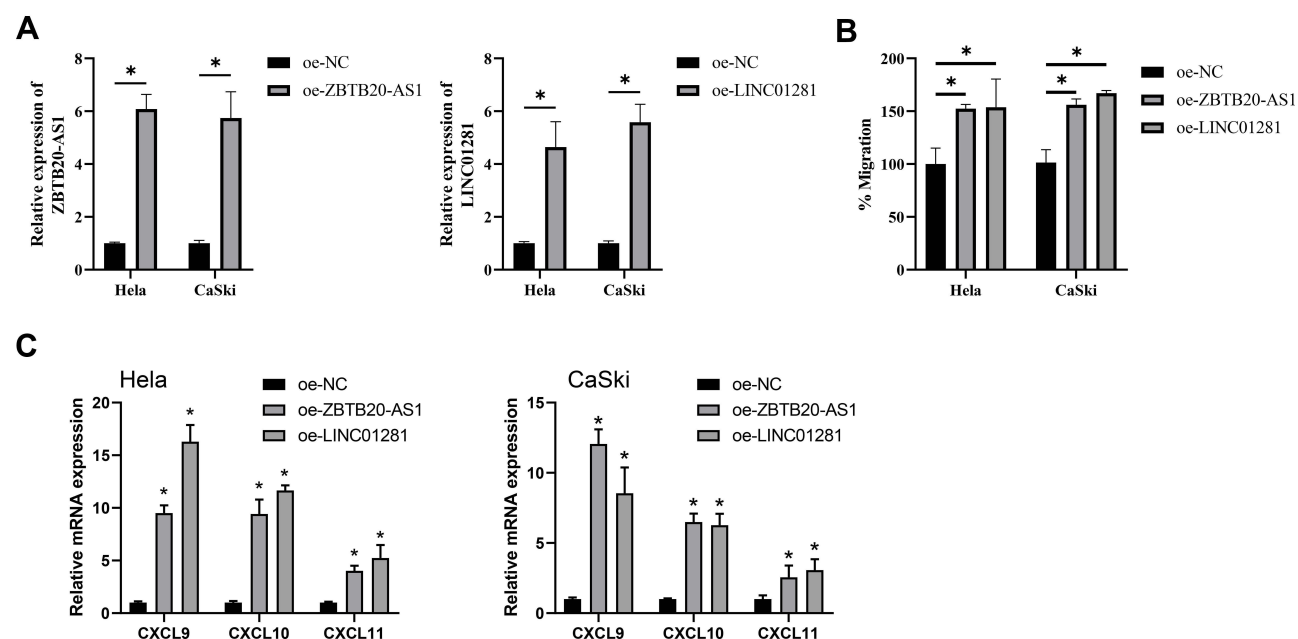 A
Relative expression of
ZBTB20-AS1
8
6
4
2
0
*
*
Hela
CaSki
oe-NC
oe-ZBTB20-AS1
Relative expression of
LINC01281
8
6
4
2
0
*
*
Hela
CaSki
oe-NC
oe-LINC01281
B
% Migration
200
150
100
50
0
*
*
*
*
Hela
CaSki
oe-NC
oe-ZBTB20-AS1
oe-LINC01281
C
Hela
Relative mRNA expression
20
15
10
5
0
*
*
*
*
*
*
CXCL9
CXCL10
CXCL11
oe-NC
oe-ZBTB20-AS1
oe-LINC01281
CaSki
Relative mRNA expression
15
10
5
0
*
*
*
*
*
*
CXCL9
CXCL10
CXCL11
oe-NC
oe-ZBTB20-AS1
oe-LINC01281